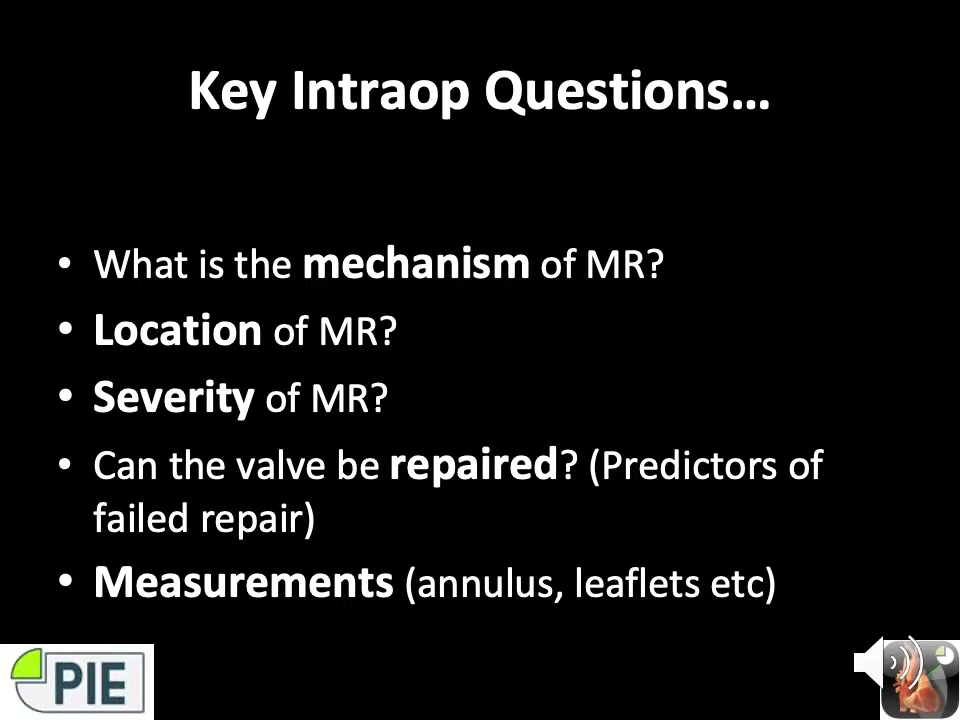 Key Intraop Questions…
• What is the mechanism of MR?
• Location of MR?
• Severity of MR?
• Can the valve be repaired? (Predictors of
failed repair)
• Measurements (annulus, leaflets etc)
PIE